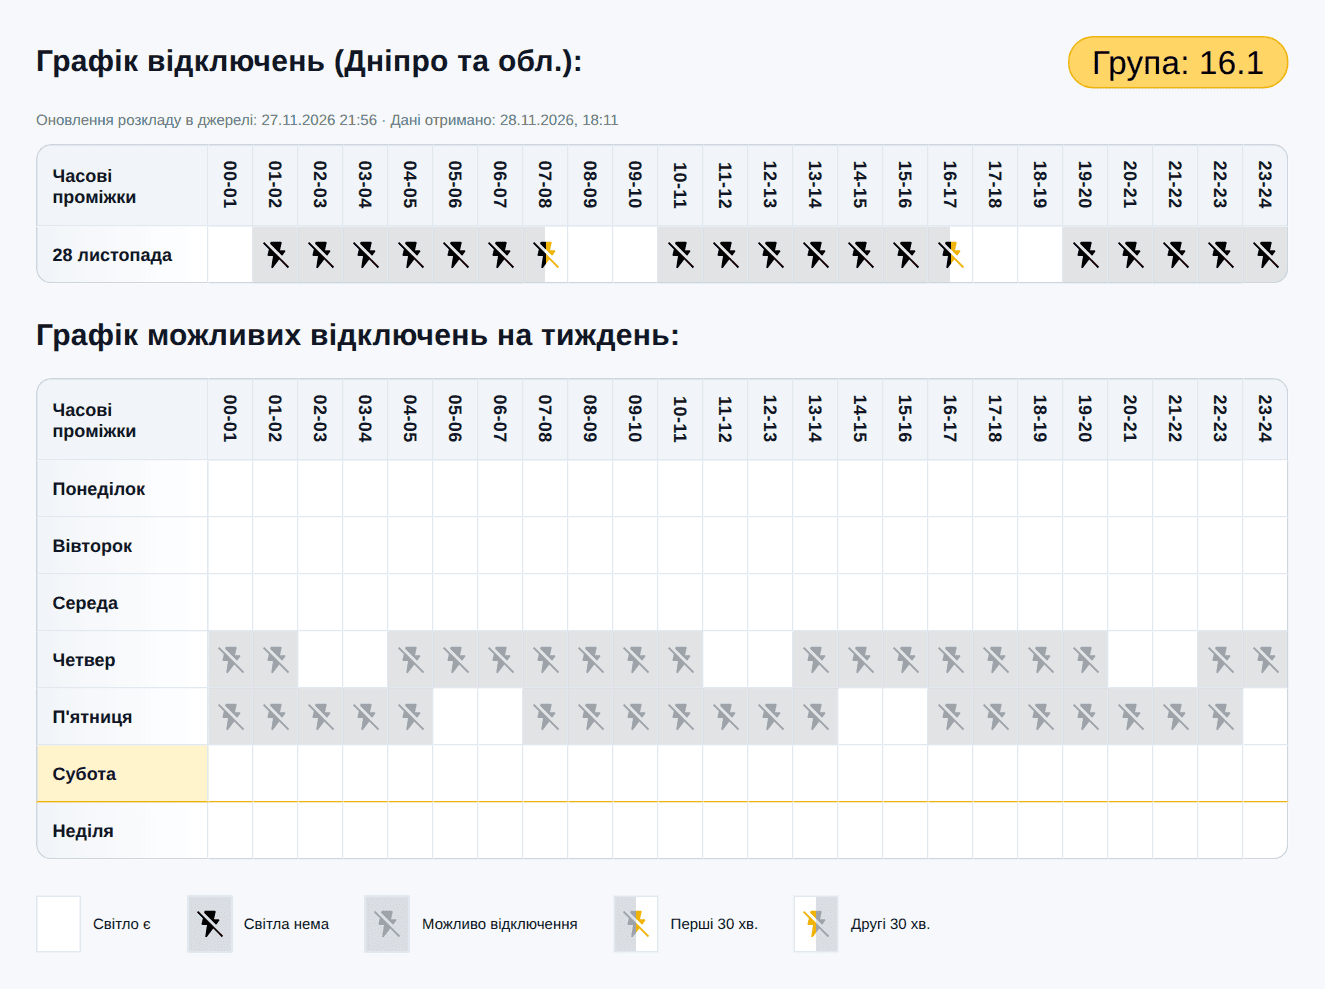 Графік відключень (Дніпро та обл.):
Група: 16.1
Оновлення розкладу в джерелі: 27.11.2026 21:56 · Дані отримано: 28.11.2026, 18:11
Часові проміжки 00-01 01-02 02-03 03-04 04-05 05-06 06-07 07-08 08-09 09-10 10-11 11-12 12-13 13-14 14-15 15-16 16-17 17-18 18-19 19-20 20-21 21-22 22-23 23-24
28 листопада
Графік можливих відключень на тиждень:
Часові проміжки 00-01 01-02 02-03 03-04 04-05 05-06 06-07 07-08 08-09 09-10 10-11 11-12 12-13 13-14 14-15 15-16 16-17 17-18 18-19 19-20 20-21 21-22 22-23 23-24
Понеділок
Вівторок
Середа
Четвер
П'ятниця
Субота
Неділя
Світло є Світла нема Можливо відключення Перші 30 хв. Другі 30 хв.